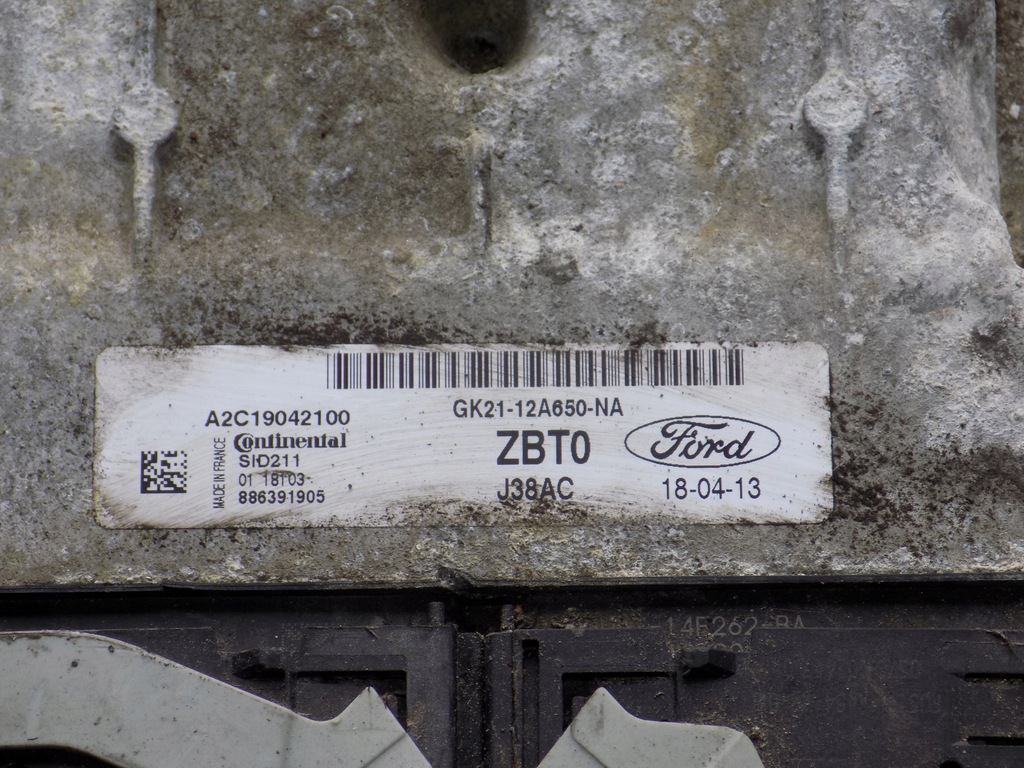 GK21-12A650-NA
A2C19042100
Continental
MADE IN FRANCE
SID211
01 18103
886391905
ZBT0
J38AC
Ford
18-04-13
14F262-BA